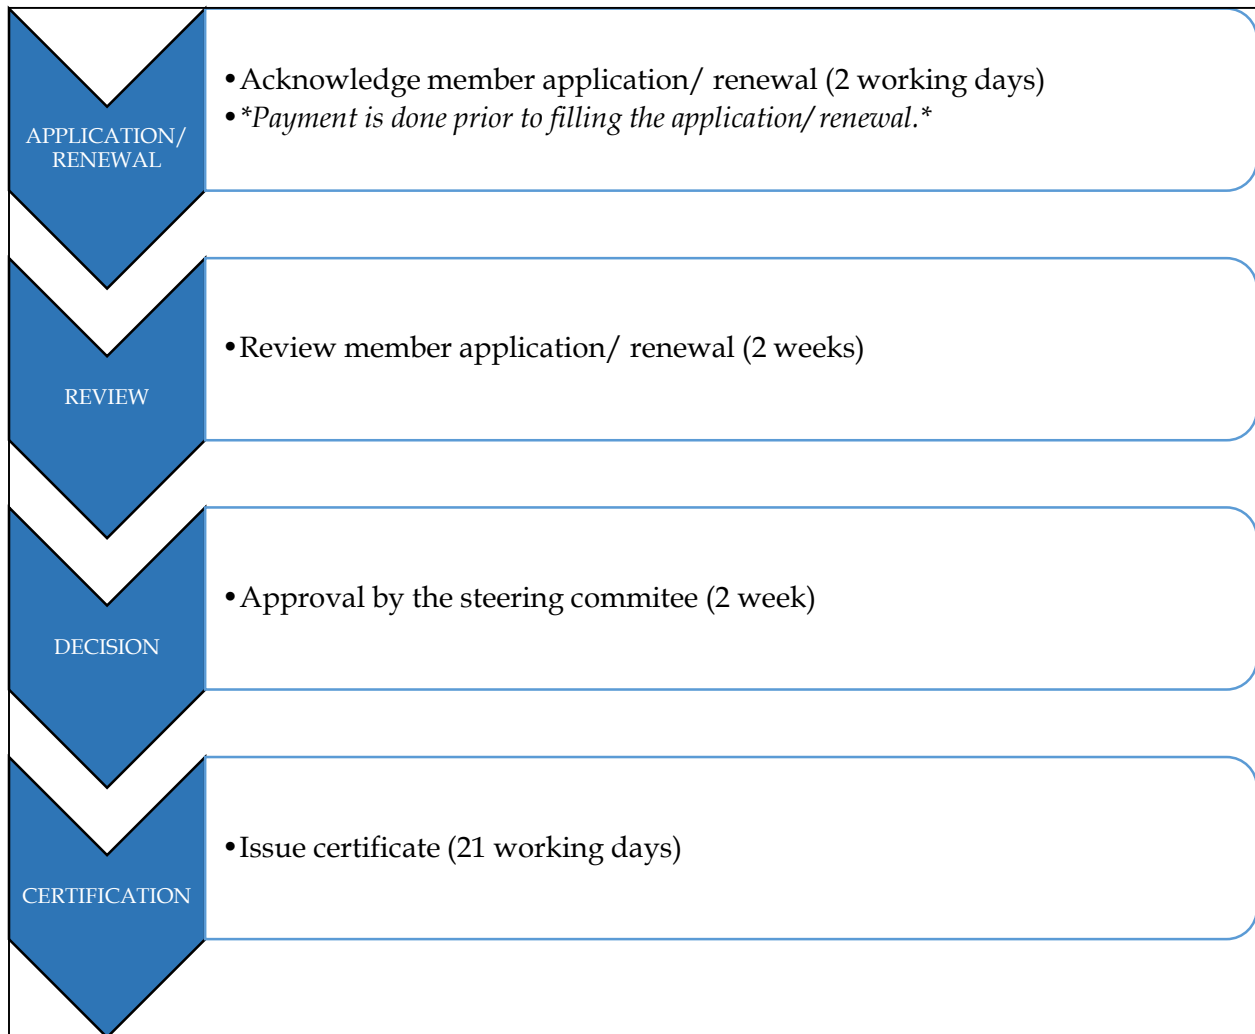 APPLICATION/
RENEWAL
•Acknowledge member application/ renewal (2 working days)
•*Payment is done prior to filling the application/renewal.*
REVIEW
•Review member application/ renewal (2 weeks)
DECISION
•Approval by the steering commitee (2 week)
CERTIFICATION
•Issue certificate (21 working days)